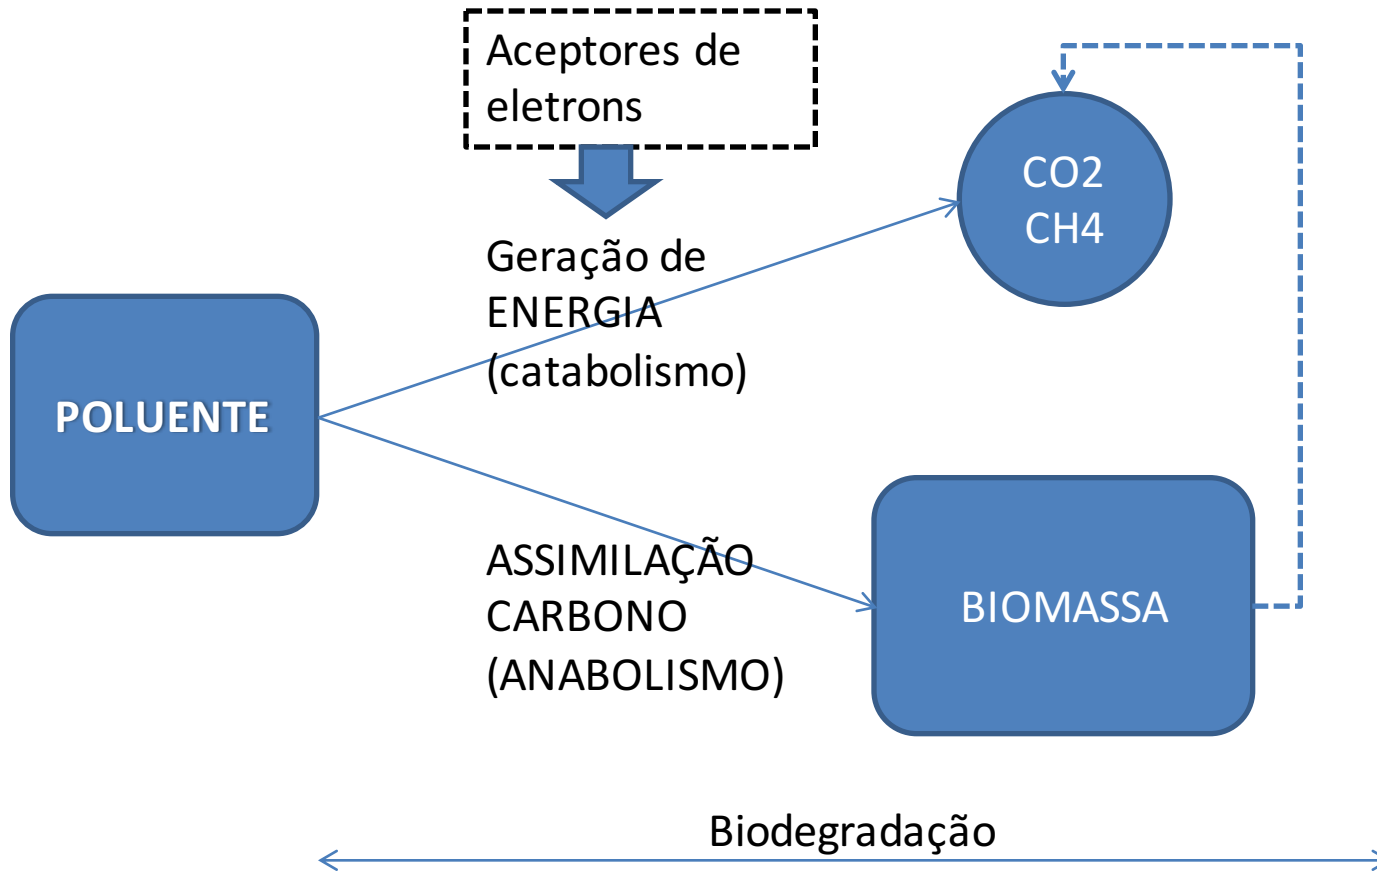 Aceptores de
eletrons
CO2
CH4
Geração de
ENERGIA
(catabolismo)
POLUENTE
ASSIMILAÇÃO
CARBONO
(ANABOLISMO)
BIOMASSA
Biodegradação